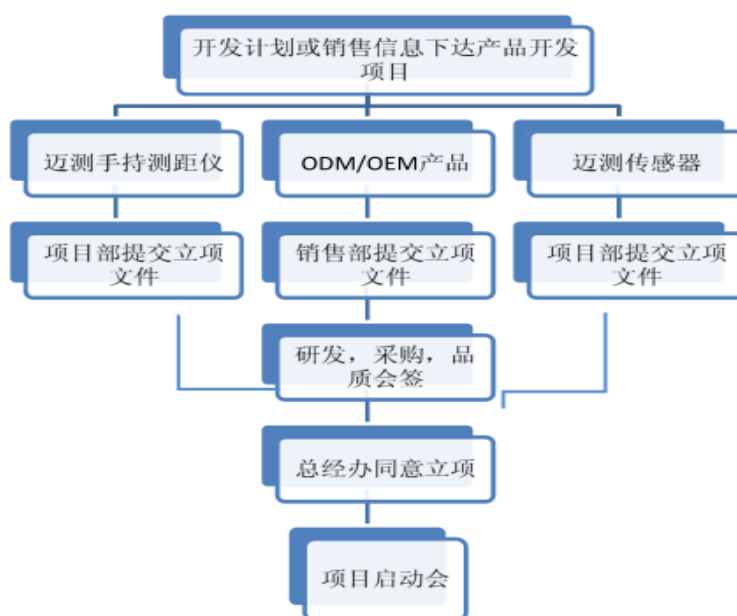 开发计划或销售信息下达产品开发
项目
迈测手持测距仪
ODM/OEM产品
迈测传感器
项目部提交立项
文件
销售部提交立项
文件
项目部提交立项
文件
研发，采购，品
质会签
总经办同意立项
项目启动会